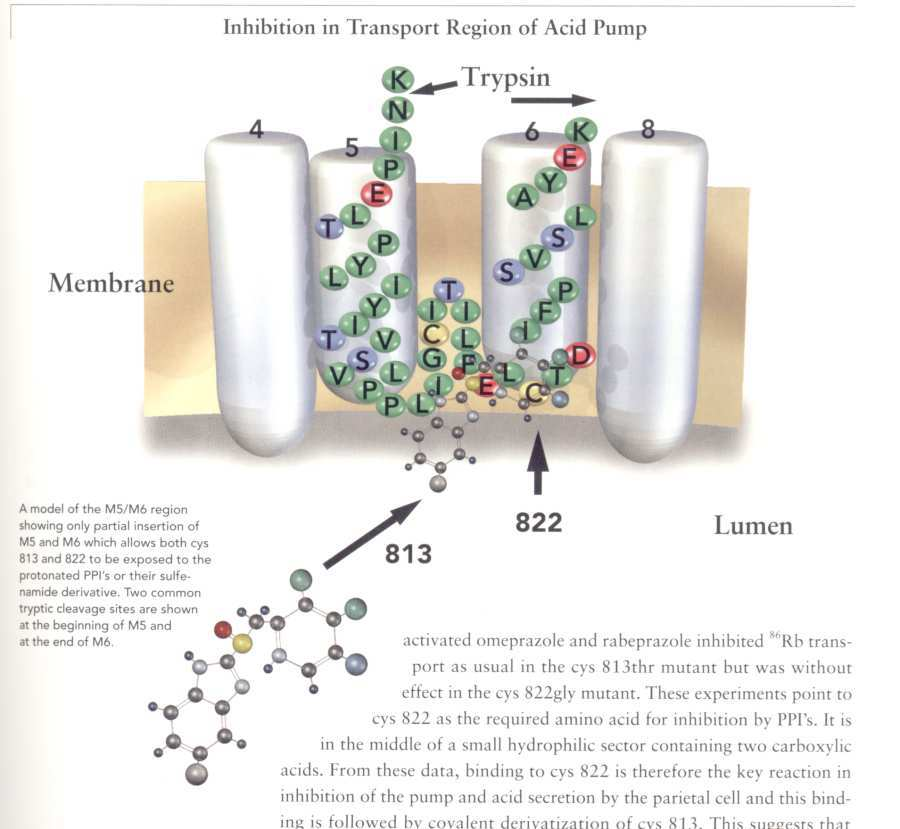 Inhibition in Transport Region of Acid Pump
Trypsin
4
5
6
8
K
N
I
P
E
L
T
P
Y
L
I
Y
I
T
V
S
V
L
P
P
L
I
G
C
I
T
I
L
F
E
L
C
T
D
I
F
P
S
V
S
L
A
Y
E
K
Membrane
822
813
Lumen
A model of the M5/M6 region
showing only partial insertion of
M5 and M6 which allows both cys
813 and 822 to be exposed to the
protonated PPI's or their sulfe-
namide derivative. Two common
tryptic cleavage sites are shown
at the beginning of M5 and
at the end of M6.
activated omeprazole and rabeprazole inhibited ⁸⁶Rb trans-
port as usual in the cys 813thr mutant but was without
effect in the cys 822gly mutant. These experiments point to
cys 822 as the required amino acid for inhibition by PPI's. It is
in the middle of a small hydrophilic sector containing two carboxylic
acids. From these data, binding to cys 822 is therefore the key reaction in
inhibition of the pump and acid secretion by the parietal cell and this bind-
ing is followed by covalent derivatization of cys 813. This suggests that